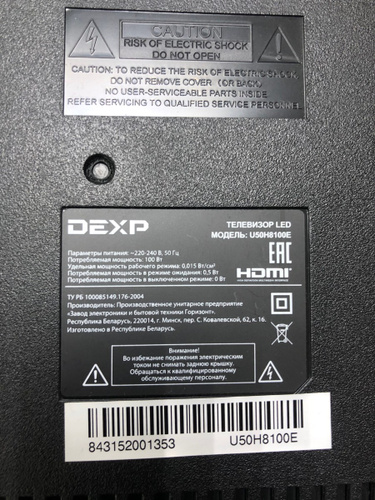 CAUTION
RISK OF ELECTRIC SHOCK
DO NOT OPEN
CAUTION: TO REDUCE THE RISK OF ELECTRIC SHOCK,
DO NOT REMOVE COVER (OR BACK)
NO USER-SERVICEABLE PARTS INSIDE
REFER SERVICING TO QUALIFIED SERVICE PERSONNEL
DEXP
ТЕЛЕВИЗОР LED
МОДЕЛЬ: U50H8100E
Параметры питания: ~220-240 В, 50 Гц
Потребляемая мощность: 100 Вт
Удельная мощность рабочего режима: 0,015 Вт/см²
Потребляемая мощность в режиме ожидания: 0,5 Вт
Потребляемая мощность в выключенном режиме: 0 Вт
EAC
HDMI
ТУ РБ 100085149.176-2004
Производитель: Производственное унитарное предприятие
«Завод электроники и бытовой техники Горизонт».
Республика Беларусь, 220014, г. Минск, пер. С. Ковалевской, 62, к. 16.
Изготовлено в Республике Беларусь.
Внимание!
Во избежание поражения электрическим
током не снимать заднюю крышку.
Обращаться к квалифицированному
обслуживающему персоналу.
843152001353
U50H8100E